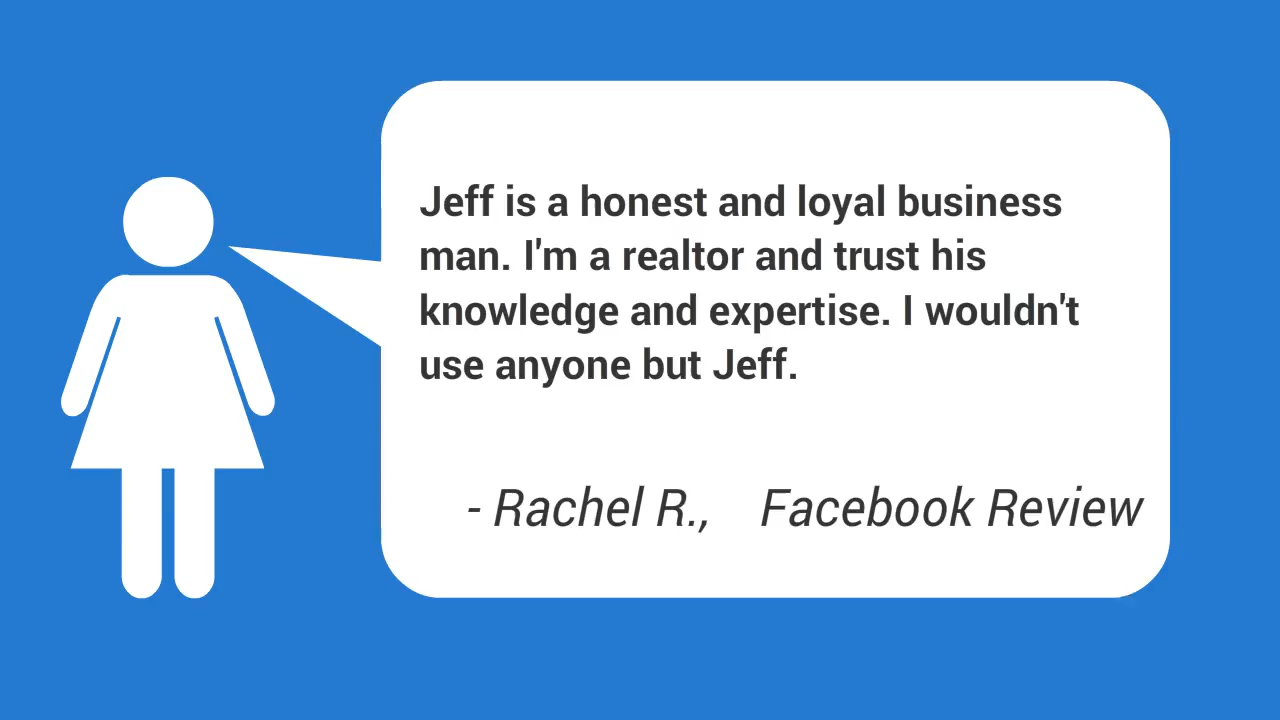 Jeff is a honest and loyal business
man. I'm a realtor and trust his
knowledge and expertise. I wouldn't
use anyone but Jeff.
- Rachel R., Facebook Review